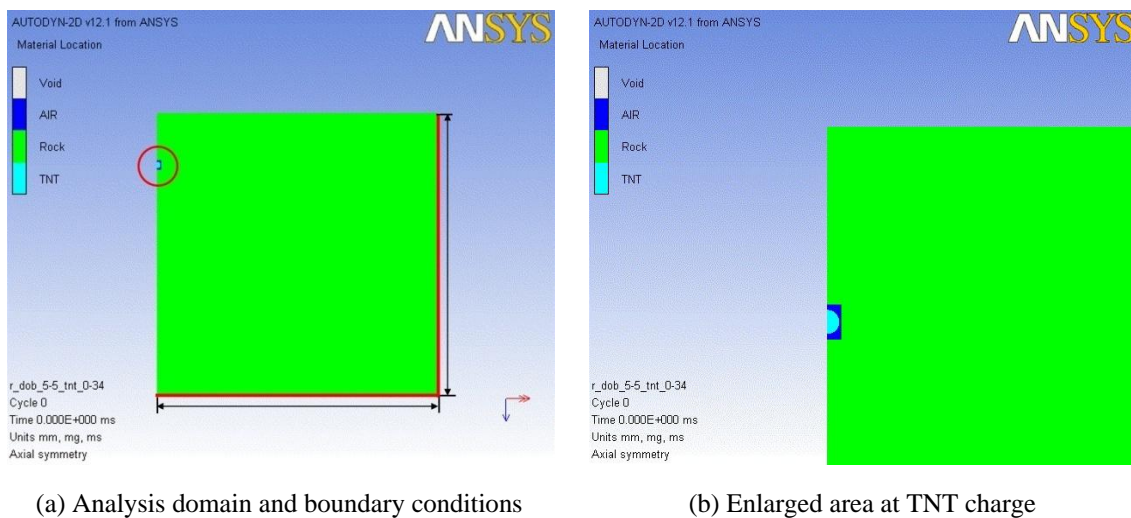 AUTODYN-2D v12.1 from ANSYS
ANSYS
Material Location
Void
AIR
Rock
TNT
r_dob_5-5_tnt_0-34
Cycle 0
Time 0.000E+000 ms
Units mm, mg, ms
Axial symmetry
(a) Analysis domain and boundary conditions
AUTODYN-2D v12.1 from ANSYS
ANSYS
Material Location
Void
AIR
Rock
TNT
r_dob_5-5_tnt_0-34
Cycle 0
Time 0.000E+000 ms
Units mm, mg, ms
Axial symmetry
(b) Enlarged area at TNT charge